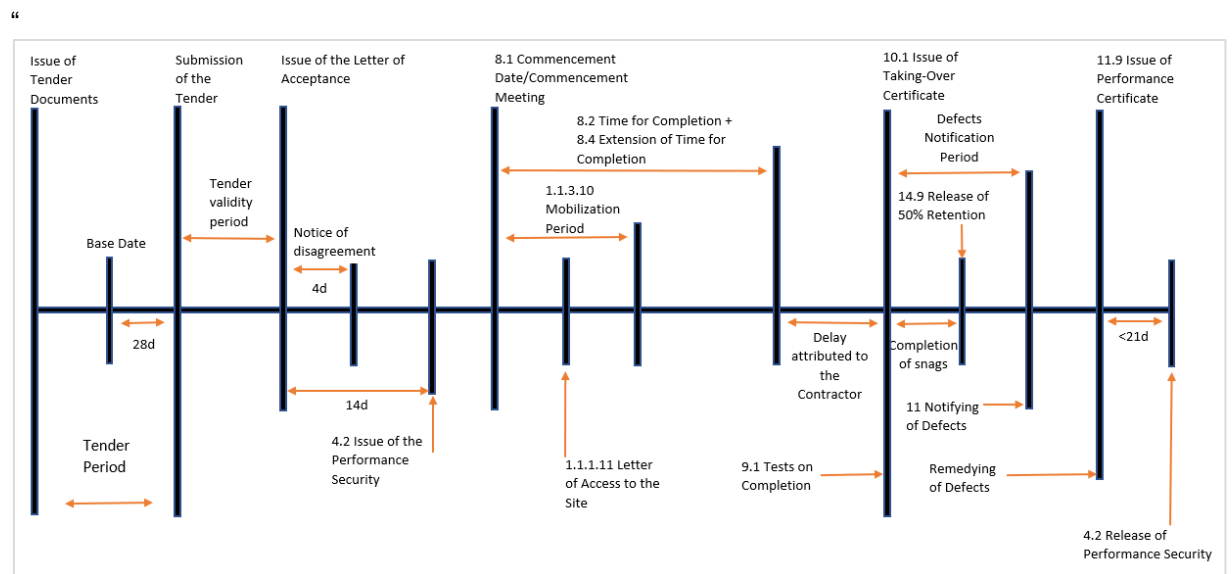 “
Issue of
Tender
Documents
Submission
of the
Tender
Issue of the Letter of
Acceptance
8.1 Commencement
Date/Commencement
Meeting
10.1 Issue of
Taking-Over
Certificate
11.9 Issue of
Performance
Certificate
8.2 Time for Completion +
8.4 Extension of Time for
Completion
Defects
Notification
Period
Tender
validity
period
1.1.3.10
Mobilization
Period
14.9 Release of
50% Retention
Base Date
Notice of
disagreement
4d
28d
Delay
attributed to
the
Contractor
Completion
of snags
<21d
14d
11 Notifying
of Defects
Tender
Period
4.2 Issue of the
Performance
Security
1.1.1.11 Letter
of Access to the
Site
9.1 Tests on
Completion
Remedying
of Defects
4.2 Release of
Performance Security